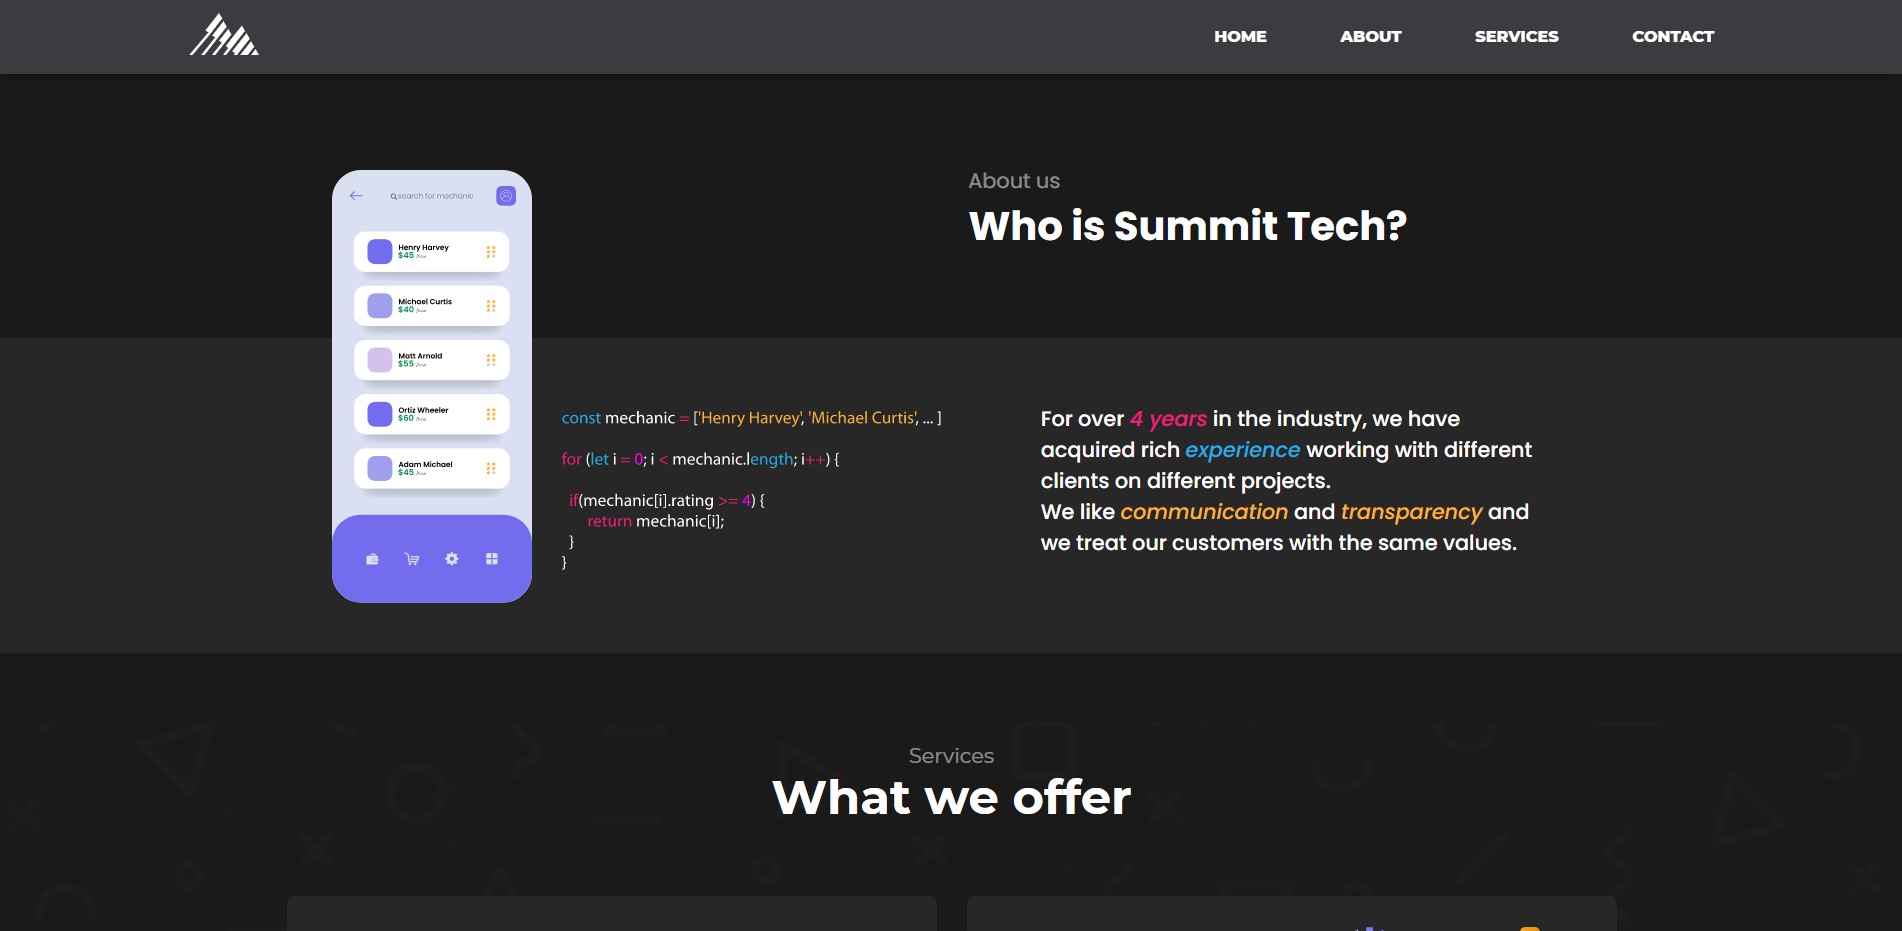 HOME ABOUT SERVICES CONTACT
About us
Who is Summit Tech?
search for mechanic
Henry Harvey
$45
Michael Curtis
$40
Matt Arnold
$55
Ortiz Wheeler
$60
Adam Michael
$45
const mechanic = ['Henry Harvey', 'Michael Curtis', ... ]
for (let i = 0; i < mechanic.length; i++) {
if(mechanic[i].rating >= 4) {
return mechanic[i];
}
}
For over 4 years in the industry, we have
acquired rich experience working with different
clients on different projects.
We like communication and transparency and
we treat our customers with the same values.
Services
What we offer